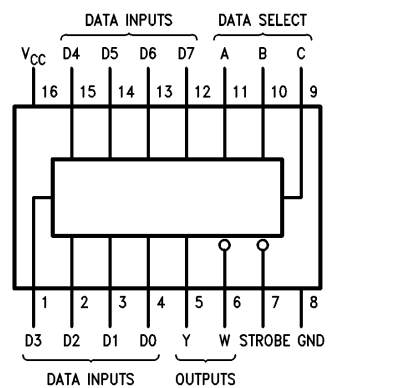 DATA INPUTS DATA SELECT
VCC D4 D5 D6 D7 A B C
16 15 14 13 12 11 10 9
1 2 3 4 5 6 7 8
D3 D2 D1 D0 Y W STROBE GND
DATA INPUTS OUTPUTS